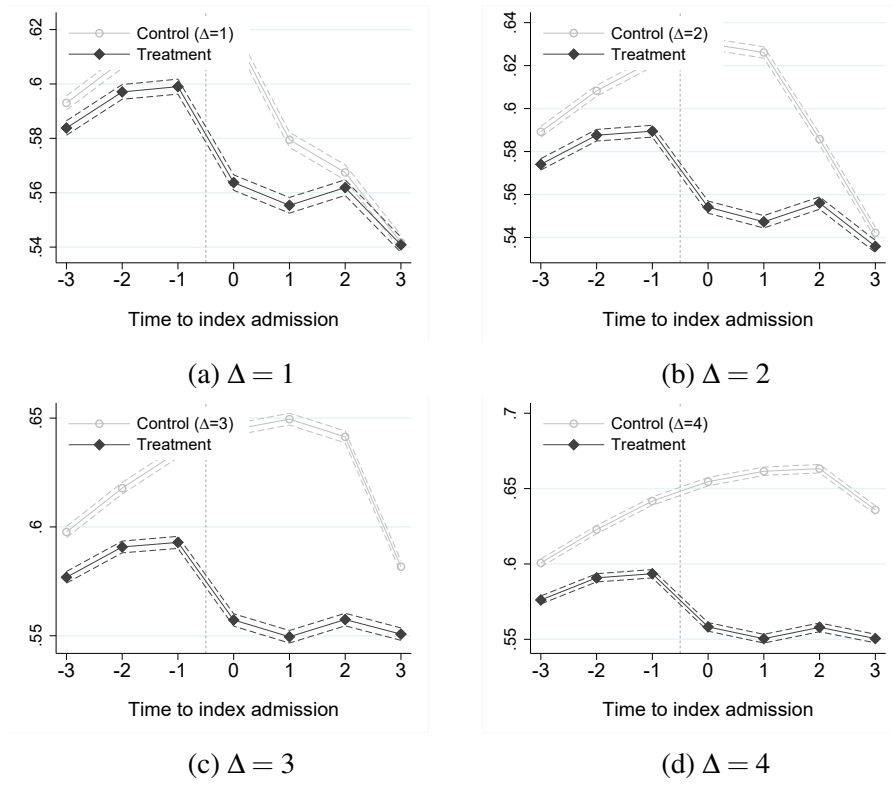 .62
.6
.58
.56
.54
Control (Δ=1)
Treatment
-3 -2 -1 0 1 2 3
Time to index admission
(a) Δ = 1
.64
.62
.6
.58
.56
.54
Control (Δ=2)
Treatment
-3 -2 -1 0 1 2 3
Time to index admission
(b) Δ = 2
.65
.6
.55
Control (Δ=3)
Treatment
-3 -2 -1 0 1 2 3
Time to index admission
(c) Δ = 3
.7
.65
.6
.55
Control (Δ=4)
Treatment
-3 -2 -1 0 1 2 3
Time to index admission
(d) Δ = 4